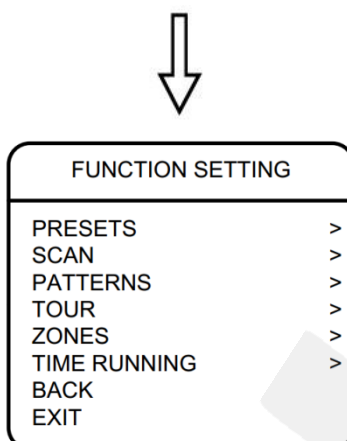 FUNCTION SETTING
PRESETS >
SCAN >
PATTERNS >
TOUR >
ZONES >
TIME RUNNING >
BACK
EXIT